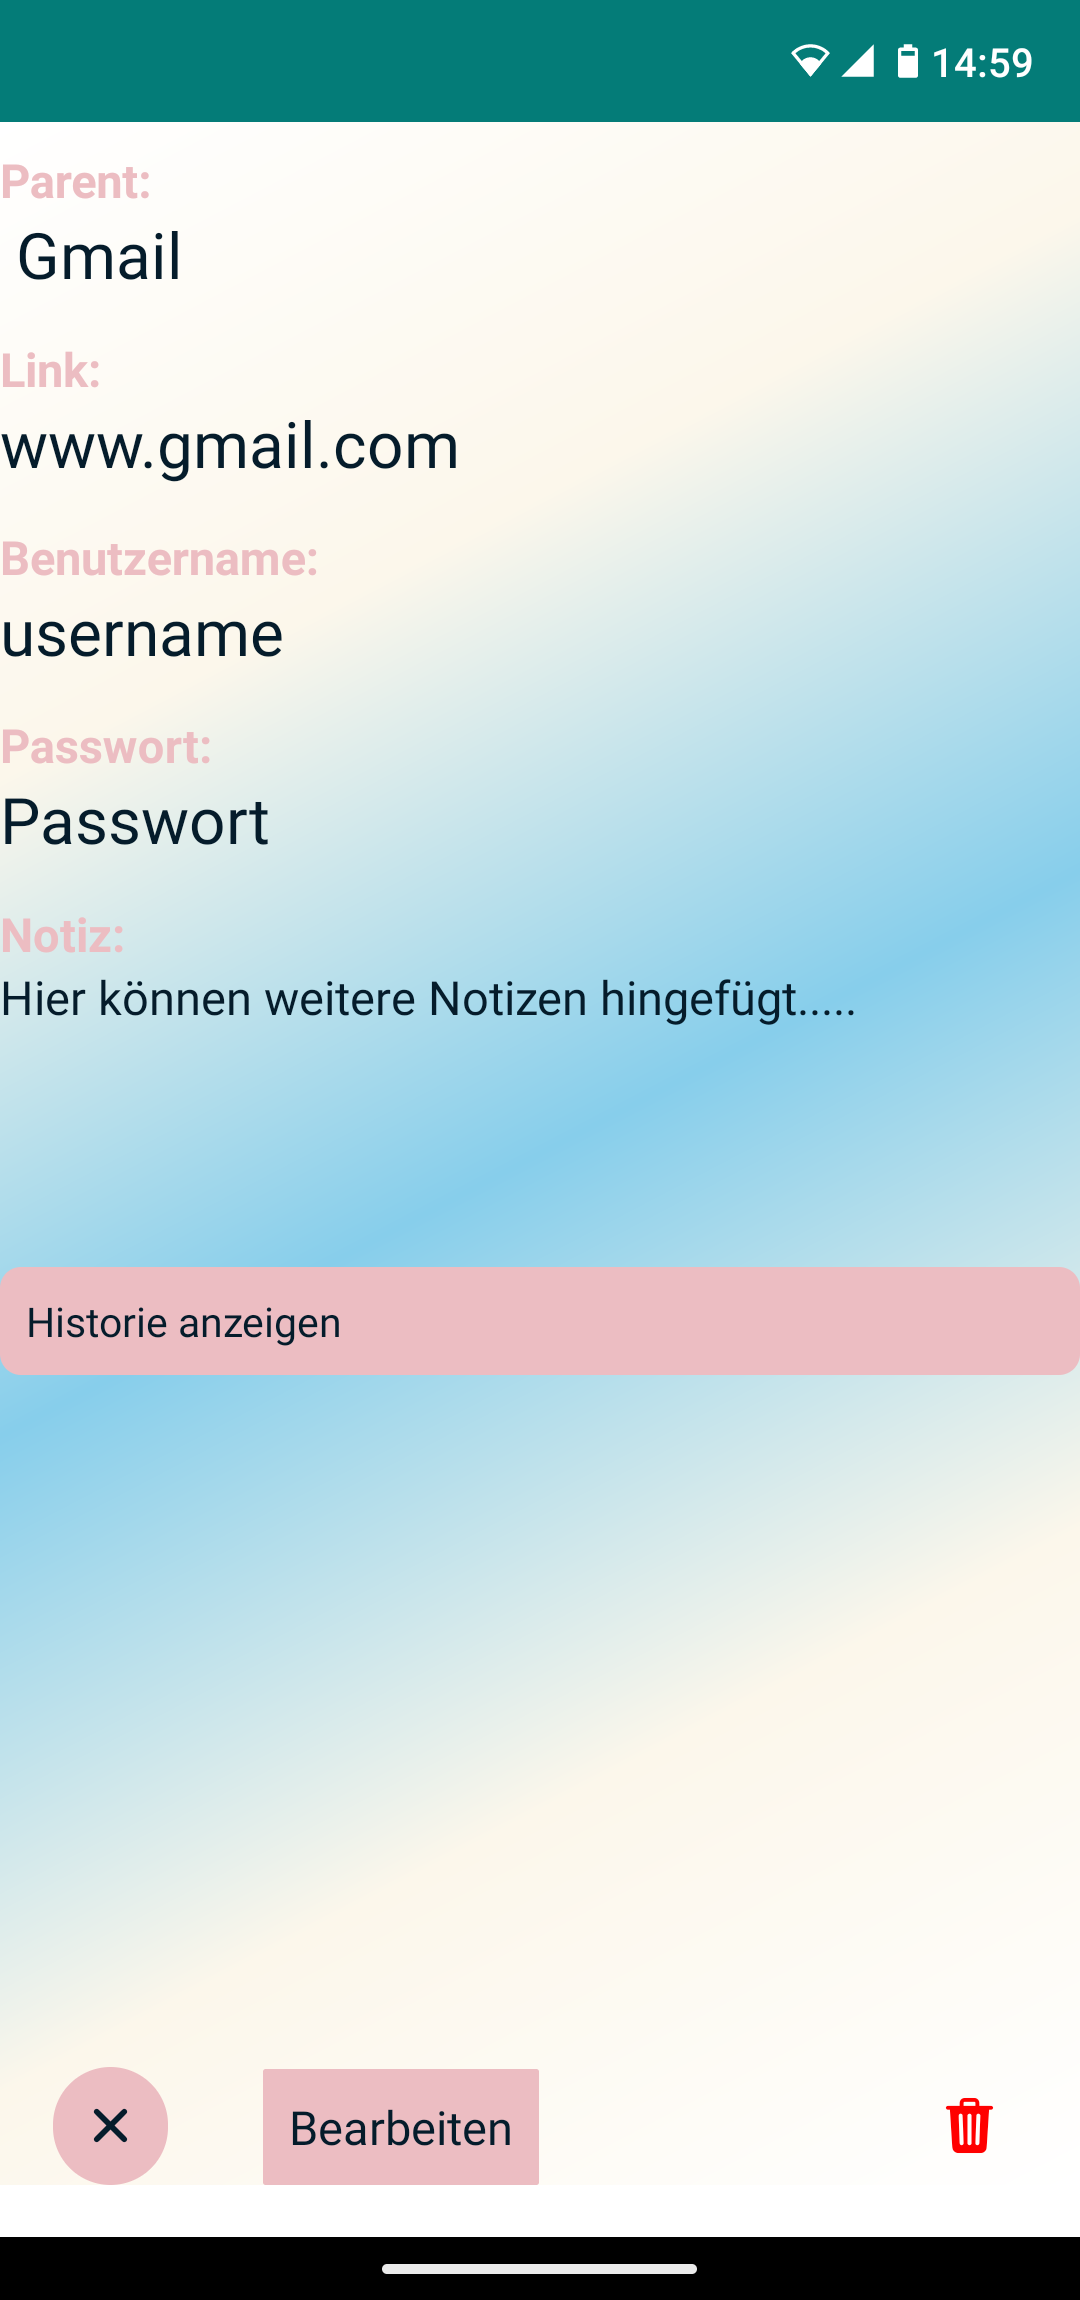 14:59
Parent:
Gmail
Link:
www.gmail.com
Benutzername:
username
Passwort:
Passwort
Notiz:
Hier können weitere Notizen hingefügt.....
Historie anzeigen
Bearbeiten